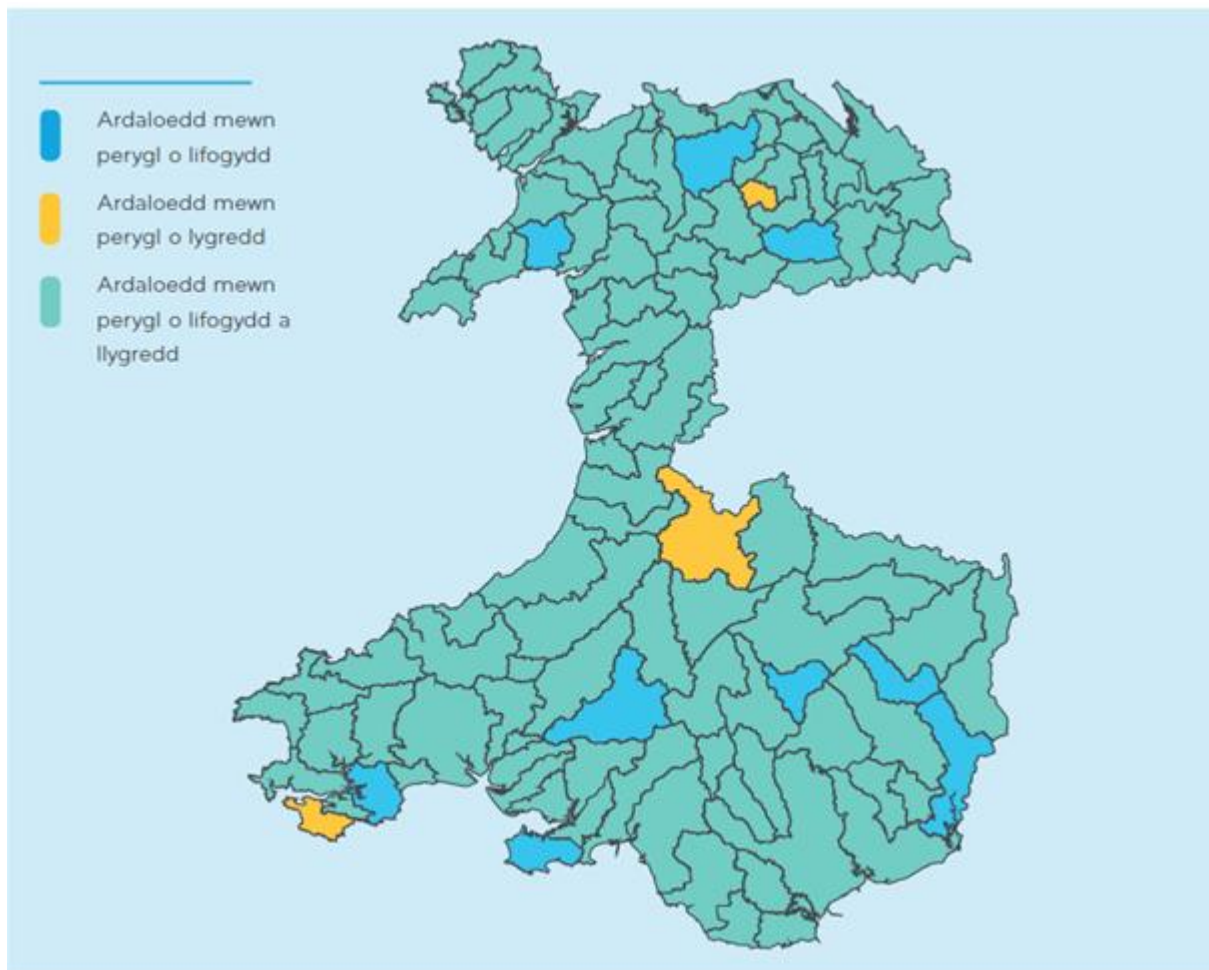 Ardaloedd mewn
perygl o lifogydd
Ardaloedd mewn
perygl o lygredd
Ardaloedd mewn
perygl o lifogydd a
llygredd